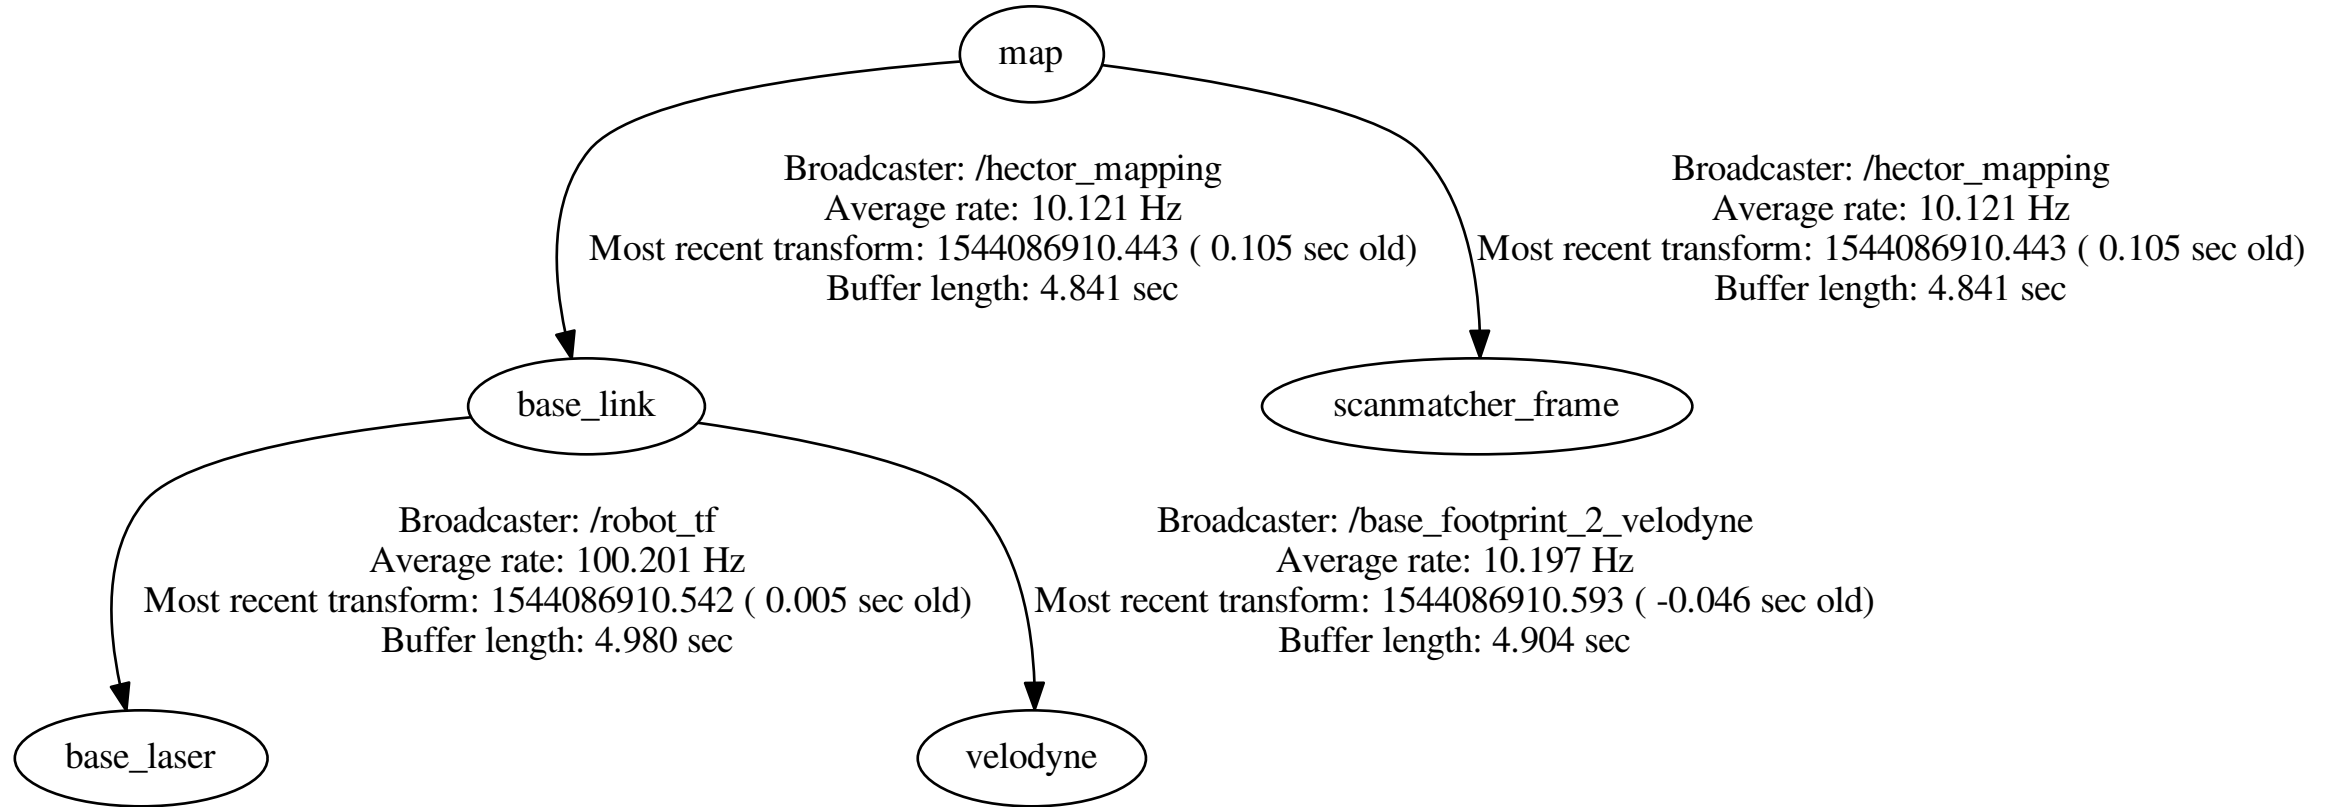 map
Broadcaster: /hector_mapping
Average rate: 10.121 Hz
Most recent transform: 1544086910.443 ( 0.105 sec old)
Buffer length: 4.841 sec
Broadcaster: /hector_mapping
Average rate: 10.121 Hz
Most recent transform: 1544086910.443 ( 0.105 sec old)
Buffer length: 4.841 sec
base_link
scanmatcher_frame
Broadcaster: /robot_tf
Average rate: 100.201 Hz
Most recent transform: 1544086910.542 ( 0.005 sec old)
Buffer length: 4.980 sec
Broadcaster: /base_footprint_2_velodyne
Average rate: 10.197 Hz
Most recent transform: 1544086910.593 ( -0.046 sec old)
Buffer length: 4.904 sec
base_laser
velodyne